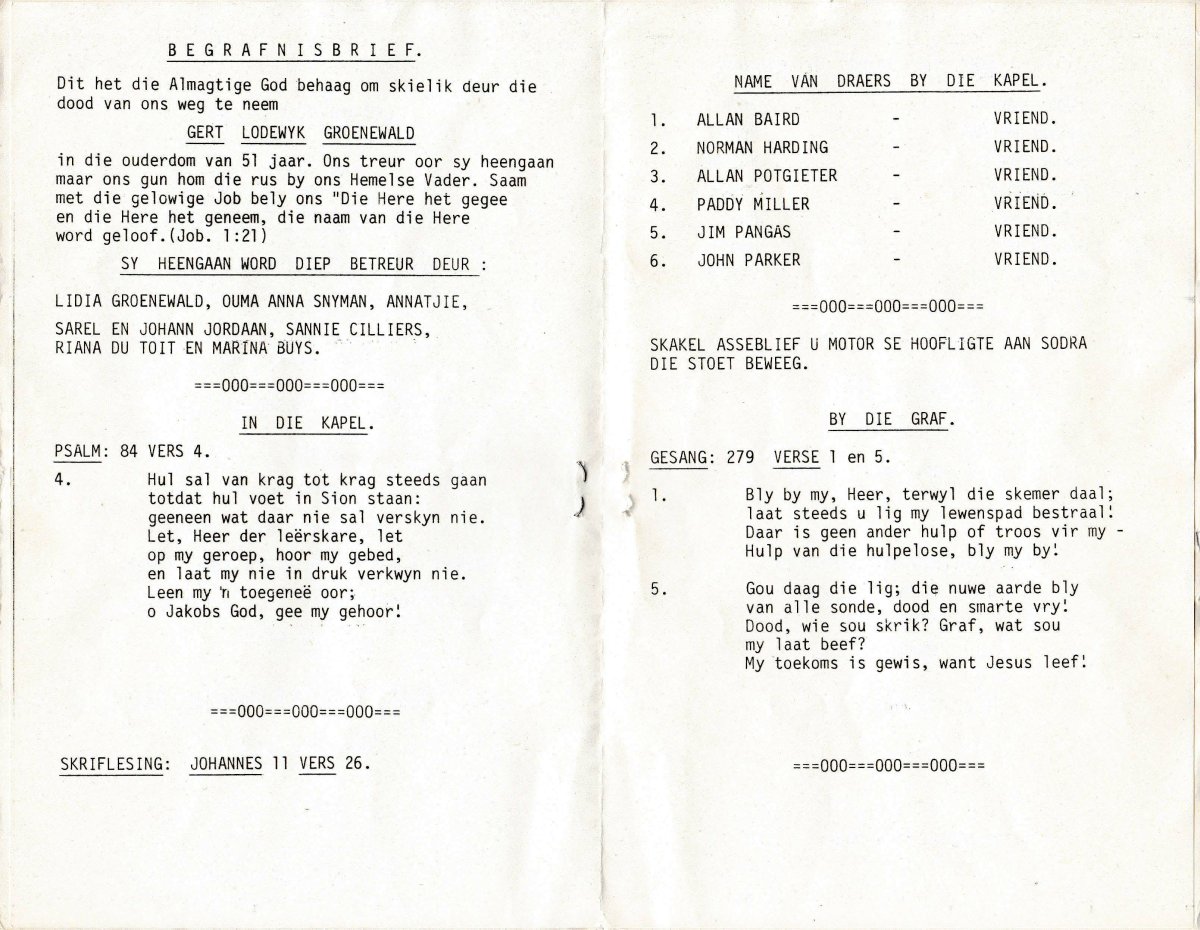 BEGRAFNISBRIEF.
Dit het die Almagtige God behaag om skielik deur die
dood van ons weg te neem
GERT LODEWYK GROENEWALD
in die ouderdom van 51 jaar. Ons treur oor sy heengaan
maar ons gun hom die rus by ons Hemelse Vader. Saam
met die gelowige Job bely ons "Die Here het gegee
en die Here het geneem, die naam van die Here
word geloof.(Job. 1:21)
SY HEENGAAN WORD DIEP BETREUR DEUR :
LIDIA GROENEWALD, OUMA ANNA SNYMAN, ANNATJIE,
SAREL EN JOHANN JORDAAN, SANNIE CILLIERS,
RIANA DU TOIT EN MARINA BUYS.
===000===000===000===
IN DIE KAPEL.
PSALM: 84 VERS 4.
4. Hul sal van krag tot krag steeds gaan
totdat hul voet in Sion staan:
geeneen wat daar nie sal verskyn nie.
Let, Heer der leërskare, let
op my geroep, hoor my gebed,
en laat my nie in druk verkwyn nie.
Leen my 'n toegeneë oor;
o Jakobs God, gee my gehoor!
===000===000===000===
SKRIFLESING: JOHANNES 11 VERS 26.
NAME VAN DRAERS BY DIE KAPEL.
1. ALLAN BAIRD - VRIEND.
2. NORMAN HARDING - VRIEND.
3. ALLAN POTGIETER - VRIEND.
4. PADDY MILLER - VRIEND.
5. JIM PANGAS - VRIEND.
6. JOHN PARKER - VRIEND.
===000===000===000===
SKAKEL ASSEBLIEF U MOTOR SE HOOFLIGTE AAN SODRA
DIE STOET BEWEEG.
BY DIE GRAF.
GESANG: 279 VERSE 1 en 5.
1. Bly by my, Heer, terwyl die skemer daal;
laat steeds u lig my lewenspad bestraal!
Daar is geen ander hulp of troos vir my -
Hulp van die hulpelose, bly my by!
5. Gou daag die lig; die nuwe aarde bly
van alle sonde, dood en smarte vry!
Dood, wie sou skrik? Graf, wat sou
my laat beef?
My toekoms is gewis, want Jesus leef!
===000===000===000===